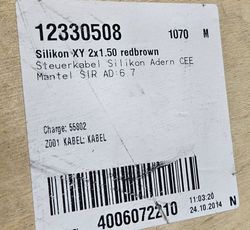 12330508 1070 M
Silikon XY 2x1.50 redbrown
Steuerkabel Silikon Adern CEE
Mantel SIR AD:6.7
Charge: 55802
Z001 KABEL: KABEL
11:03:20
4006072210 24.10.2014 N